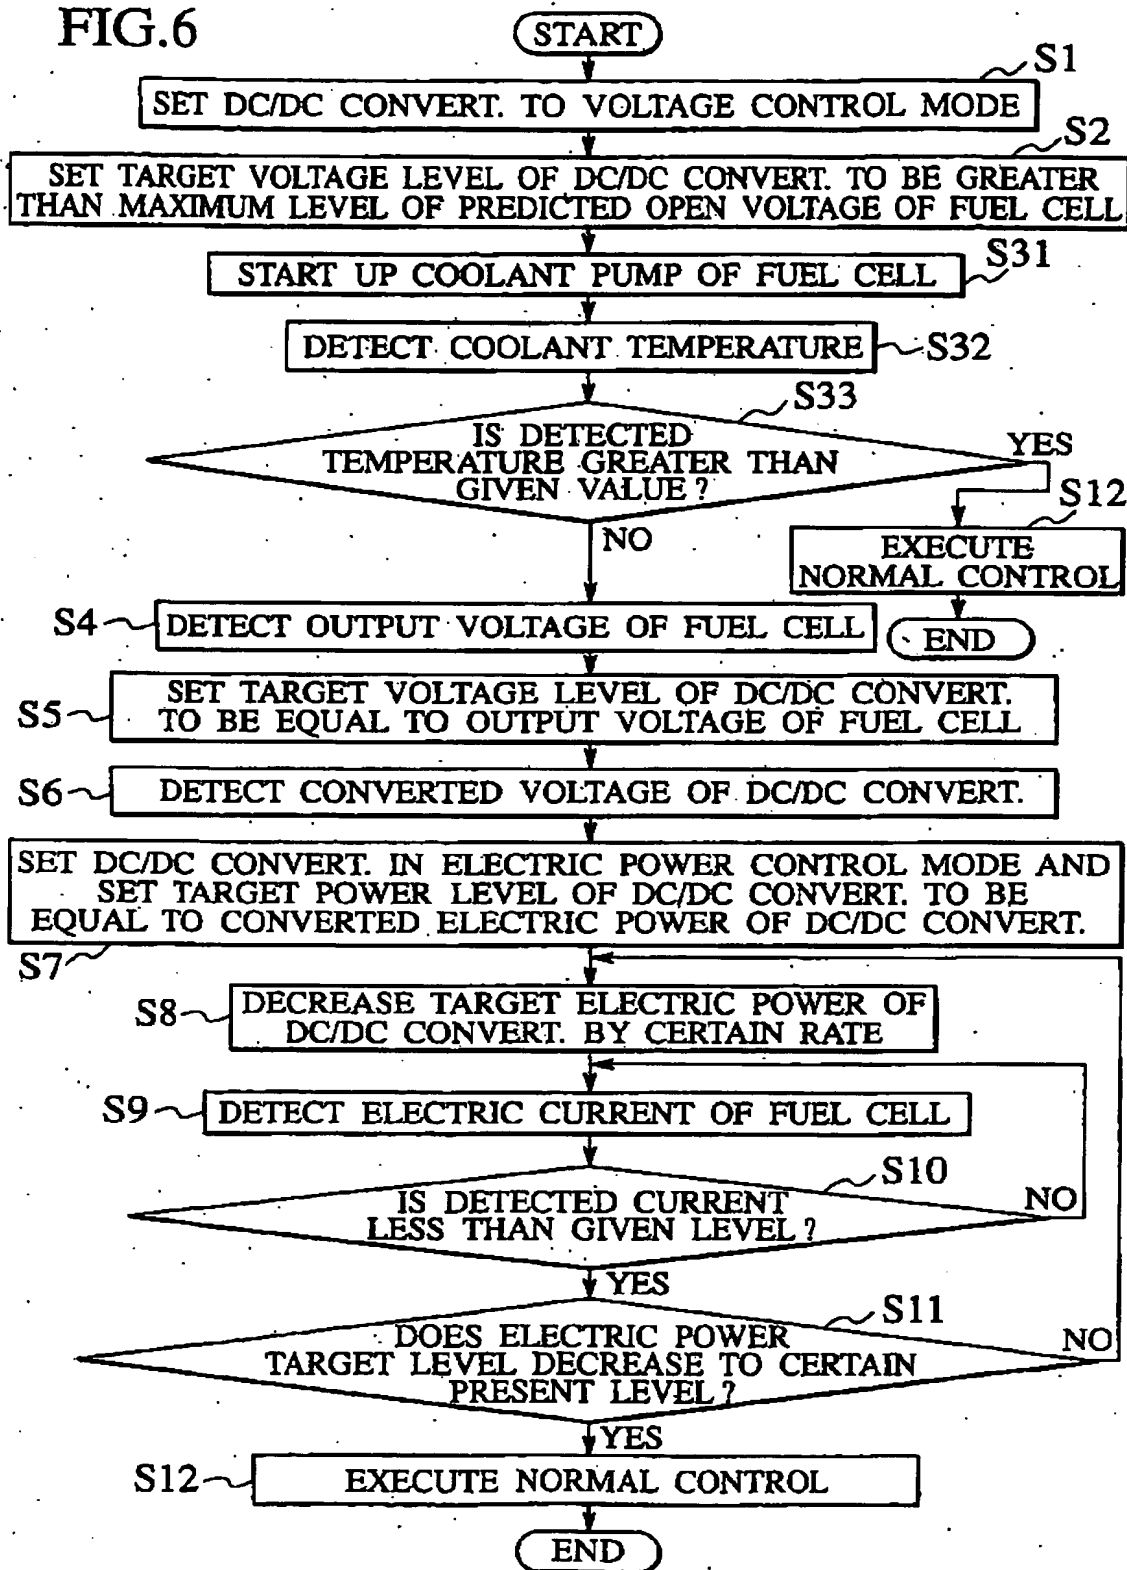 FIG.6
START
S1
SET DC/DC CONVERT. TO VOLTAGE CONTROL MODE
S2
SET TARGET VOLTAGE LEVEL OF DC/DC CONVERT. TO BE GREATER
THAN MAXIMUM LEVEL OF PREDICTED OPEN VOLTAGE OF FUEL CELL
S31
START UP COOLANT PUMP OF FUEL CELL
DETECT COOLANT TEMPERATURE
S32
S33
IS DETECTED
TEMPERATURE GREATER THAN
GIVEN VALUE?
YES
NO
S12
EXECUTE
NORMAL CONTROL
END
S4
DETECT OUTPUT VOLTAGE OF FUEL CELL
S5
SET TARGET VOLTAGE LEVEL OF DC/DC CONVERT.
TO BE EQUAL TO OUTPUT VOLTAGE OF FUEL CELL
S6
DETECT CONVERTED VOLTAGE OF DC/DC CONVERT.
SET DC/DC CONVERT. IN ELECTRIC POWER CONTROL MODE AND
SET TARGET POWER LEVEL OF DC/DC CONVERT. TO BE
EQUAL TO CONVERTED ELECTRIC POWER OF DC/DC CONVERT.
S7
S8
DECREASE TARGET ELECTRIC POWER OF
DC/DC CONVERT. BY CERTAIN RATE
S9
DETECT ELECTRIC CURRENT OF FUEL CELL
S10
IS DETECTED CURRENT
LESS THAN GIVEN LEVEL?
NO
YES
S11
DOES ELECTRIC POWER
TARGET LEVEL DECREASE TO CERTAIN
PRESENT LEVEL?
NO
YES
S12
EXECUTE NORMAL CONTROL
END